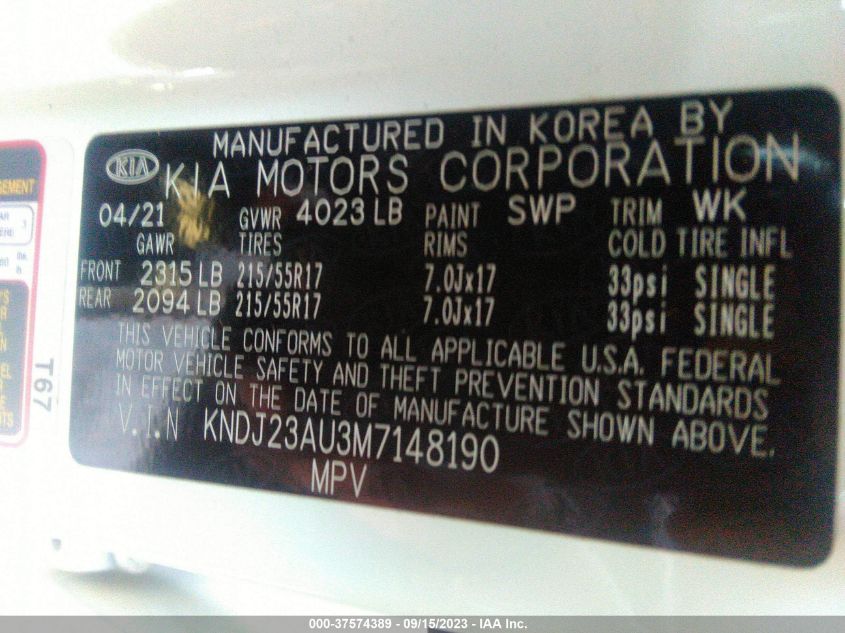 MANUFACTURED IN KOREA BY
KIA KIA MOTORS CORPORATION
04/21 GVWR 4023 LB PAINT SWP TRIM WK
GAWR TIRES RIMS COLD TIRE INFL
FRONT 2315 LB 215/55R17 7.0Jx17 33psi SINGLE
REAR 2094 LB 215/55R17 7.0Jx17 33psi SINGLE
THIS VEHICLE CONFORMS TO ALL APPLICABLE U.S.A. FEDERAL
MOTOR VEHICLE SAFETY AND THEFT PREVENTION STANDARDS
IN EFFECT ON THE DATE OF MANUFACTURE SHOWN ABOVE.
V.I.N KNDJ23AU3M7148190
MPV
T67
000-37574389 - 09/15/2023 - IAA Inc.